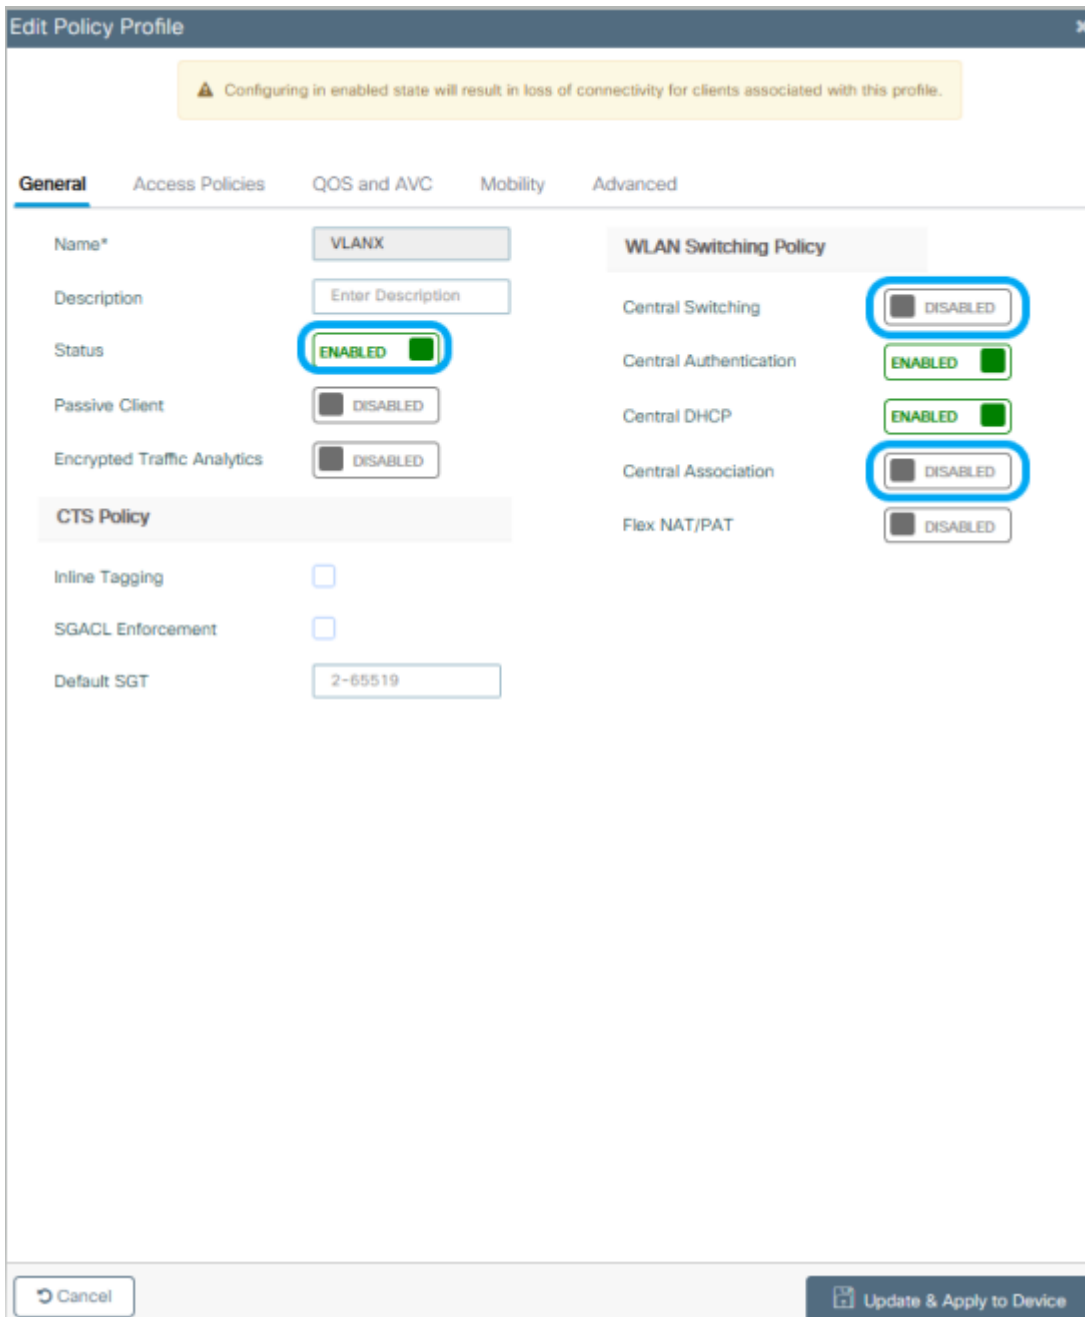 Edit Policy Profile
Configuring in enabled state will result in loss of connectivity for clients associated with this profile.
General Access Policies QOS and AVC Mobility Advanced
Name* VLANX
Description Enter Description
Status ENABLED
Passive Client DISABLED
Encrypted Traffic Analytics DISABLED
CTS Policy
Inline Tagging
SGACL Enforcement
Default SGT 2-65519
WLAN Switching Policy
Central Switching DISABLED
Central Authentication ENABLED
Central DHCP ENABLED
Central Association DISABLED
Flex NAT/PAT DISABLED
Cancel Update & Apply to Device